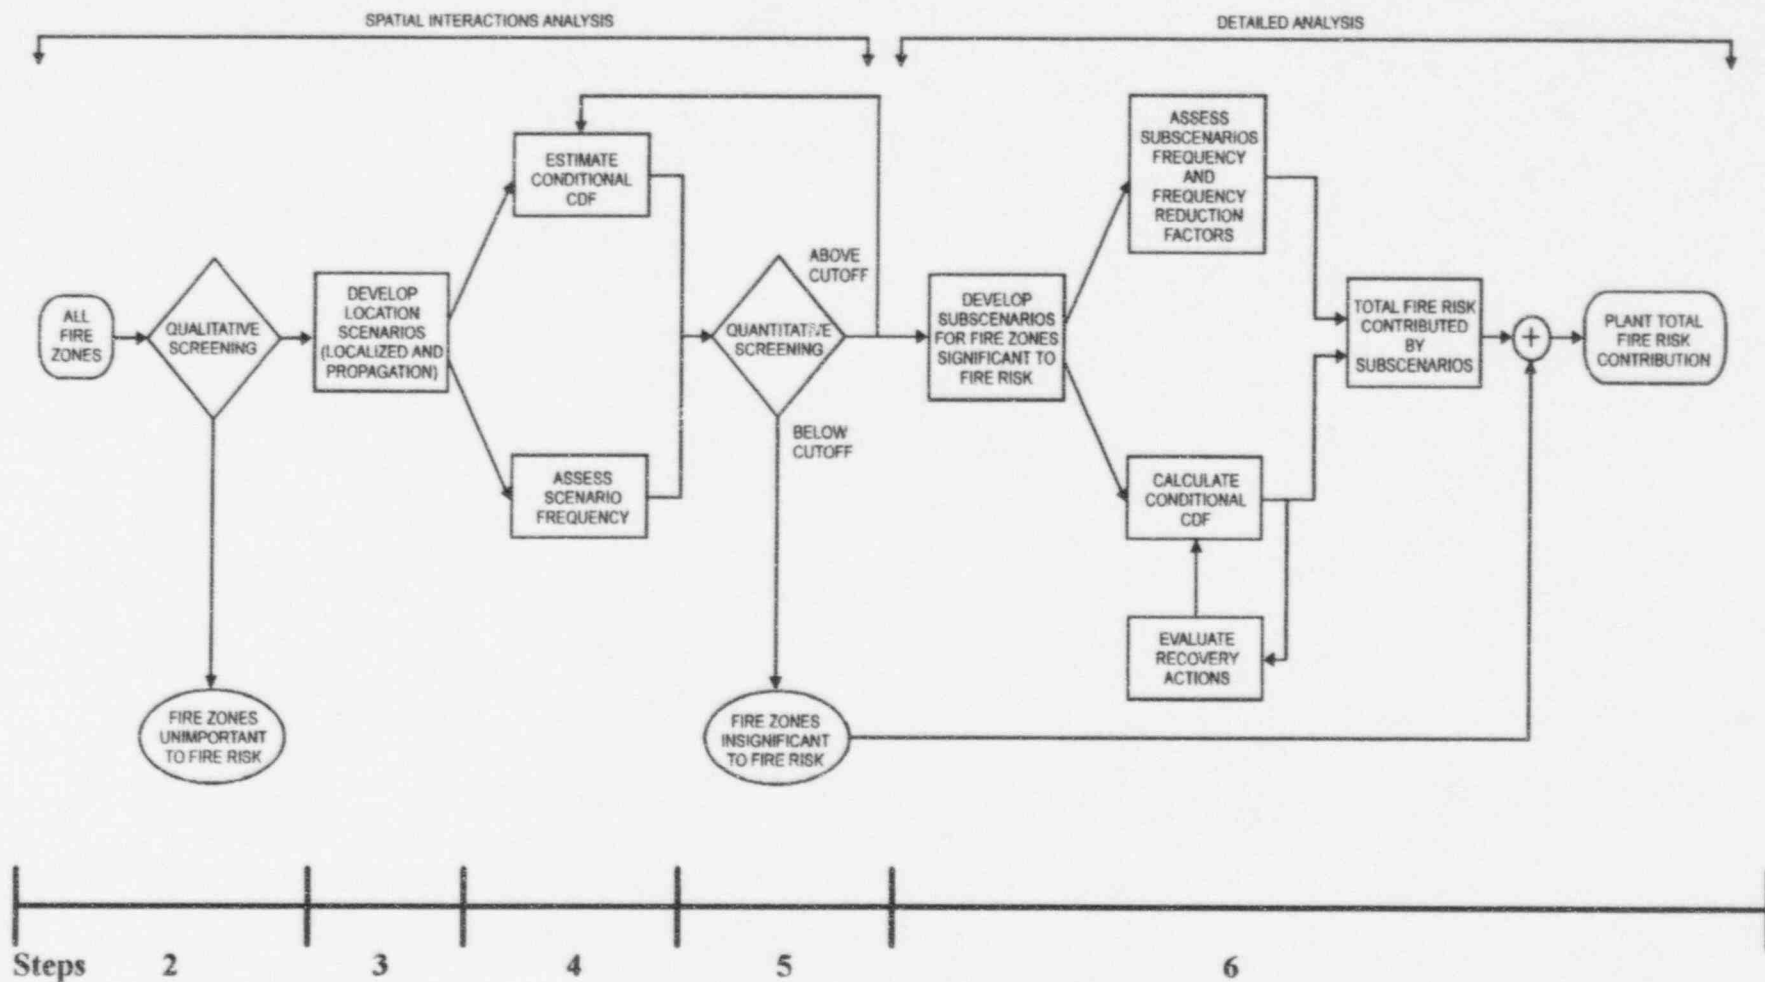 SPATIAL INTERACTIONS ANALYSIS
DETAILED ANALYSIS
ALL
FIRE
ZONES
QUALITATIVE
SCREENING
FIRE ZONES
UNIMPORTANT
TO FIRE RISK
DEVELOP
LOCATION
SCENARIOS
(LOCALIZED AND
PROPAGATION)
ESTIMATE
CONDITIONAL
CDF
ASSESS
SCENARIO
FREQUENCY
QUANTITATIVE
SCREENING
ABOVE
CUTOFF
BELOW
CUTOFF
FIRE ZONES
INSIGNIFICANT
TO FIRE RISK
DEVELOP
SUBSCENARIOS
FOR FIRE ZONES
SIGNIFICANT TO
FIRE RISK
ASSESS
SUBSCENARIOS
FREQUENCY
AND
FREQUENCY
REDUCTION
FACTORS
CALCULATE
CONDITIONAL
CDF
EVALUATE
RECOVERY
ACTIONS
TOTAL FIRE RISK
CONTRIBUTED
BY
SUBSCENARIOS
+
PLANT TOTAL
FIRE RISK
CONTRIBUTION
Steps 2 3 4 5 6